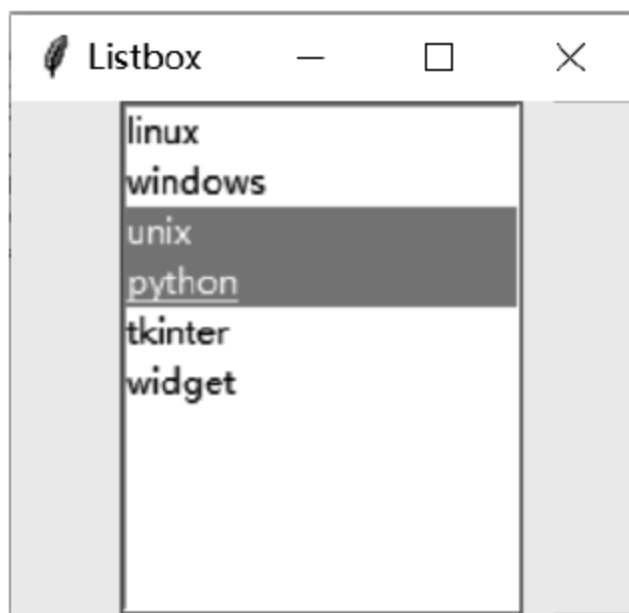 Listbox
linux
windows
unix
python
tkinter
widget